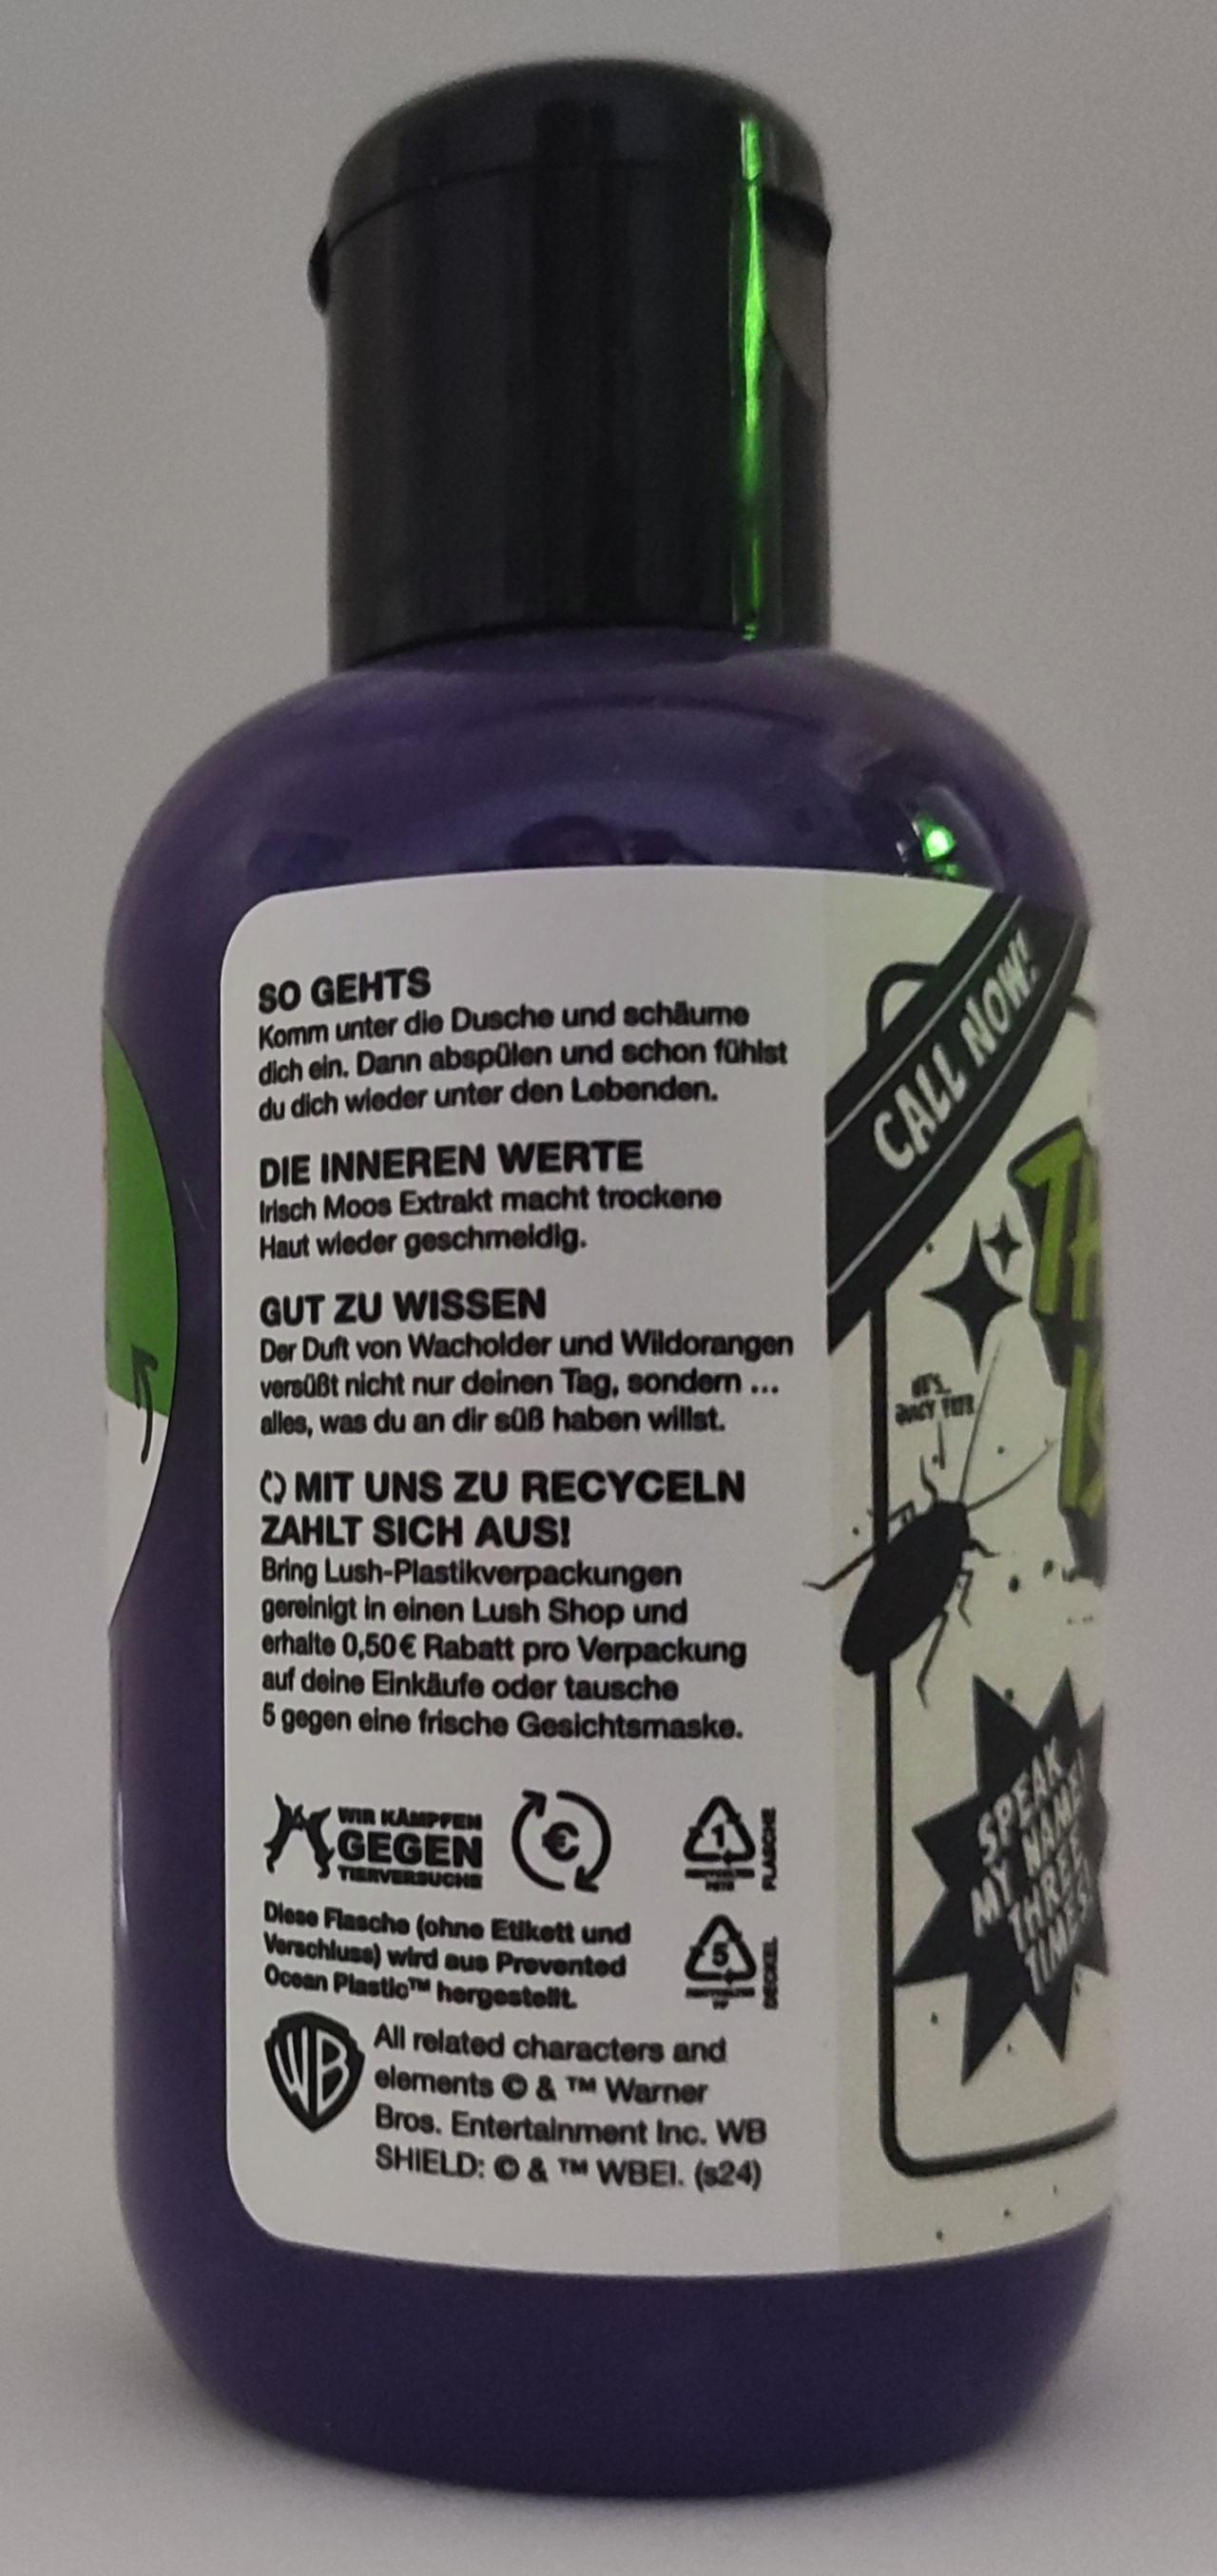 SO GEHTS
Komm unter die Dusche und schäume
dich ein. Dann abspülen und schon fühlst
du dich wieder unter den Lebenden.
DIE INNEREN WERTE
Irisch Moos Extrakt macht trockene
Haut wieder geschmeidig.
GUT ZU WISSEN
Der Duft von Wacholder und Wildorangen
versüßt nicht nur deinen Tag, sondern ...
alles, was du an dir süß haben willst.
MIT UNS ZU RECYCELN
ZAHLT SICH AUS!
Bring Lush-Plastikverpackungen
gereinigt in einen Lush Shop und
erhalte 0,50€ Rabatt pro Verpackung
auf deine Einkäufe oder tausche
5 gegen eine frische Gesichtsmaske.
WIR KÄMPFEN
GEGEN
TIERVERSUCHE
€
1
FLASCHE
Diese Flasche (ohne Etikett und
Verschluss) wird aus Prevented
Ocean Plastic™ hergestellt.
5
PP
DECKEL
WB
All related characters and
elements © & ™ Warner
Bros. Entertainment Inc. WB
SHIELD: © & ™ WBEI. (s24)
CALL NOW!
TH
SPEAK
MY NAME!
THREE
TIMES!